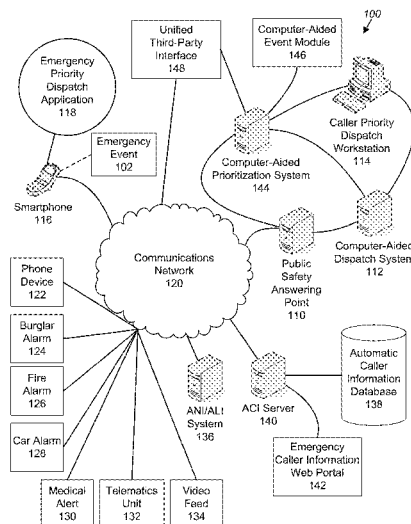 100
Unified
Third-Party
Interface
148
Computer-Aided
Event Module
146
Emergency
Priority
Dispatch
Application
118
Emergency
Event
102
Caller Priority
Dispatch
Workstation
114
Computer-Aided
Prioritization System
144
Smartphone
116
Computer-Aided
Dispatch System
112
Public
Safety
Answering
Point
110
Communications
Network
120
Phone
Device
122
Burglar
Alarm
124
Fire
Alarm
126
Car Alarm
128
ANI/ALI
System
136
ACI Server
140
Automatic
Caller
Information
Database
138
Emergency
Caller Information
Web Portal
142
Medical
Alert
130
Telematics
Unit
132
Video
Feed
134